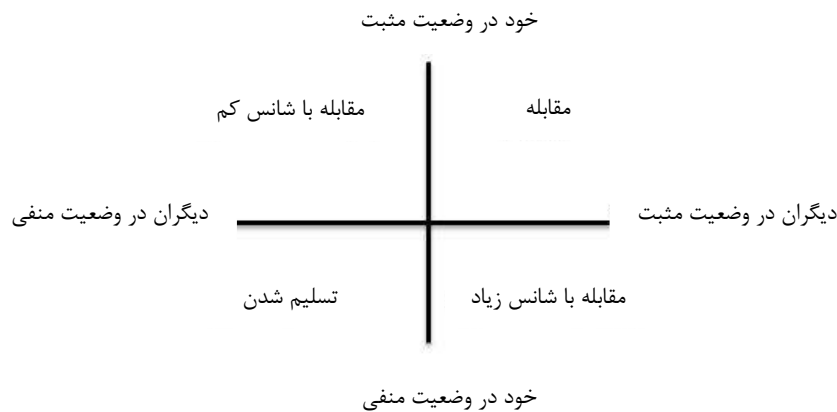 خود در وضعیت مثبت
مقابله
مقابله با شانس کم
دیگران در وضعیت مثبت
دیگران در وضعیت منفی
مقابله با شانس زیاد
تسلیم شدن
خود در وضعیت منفی